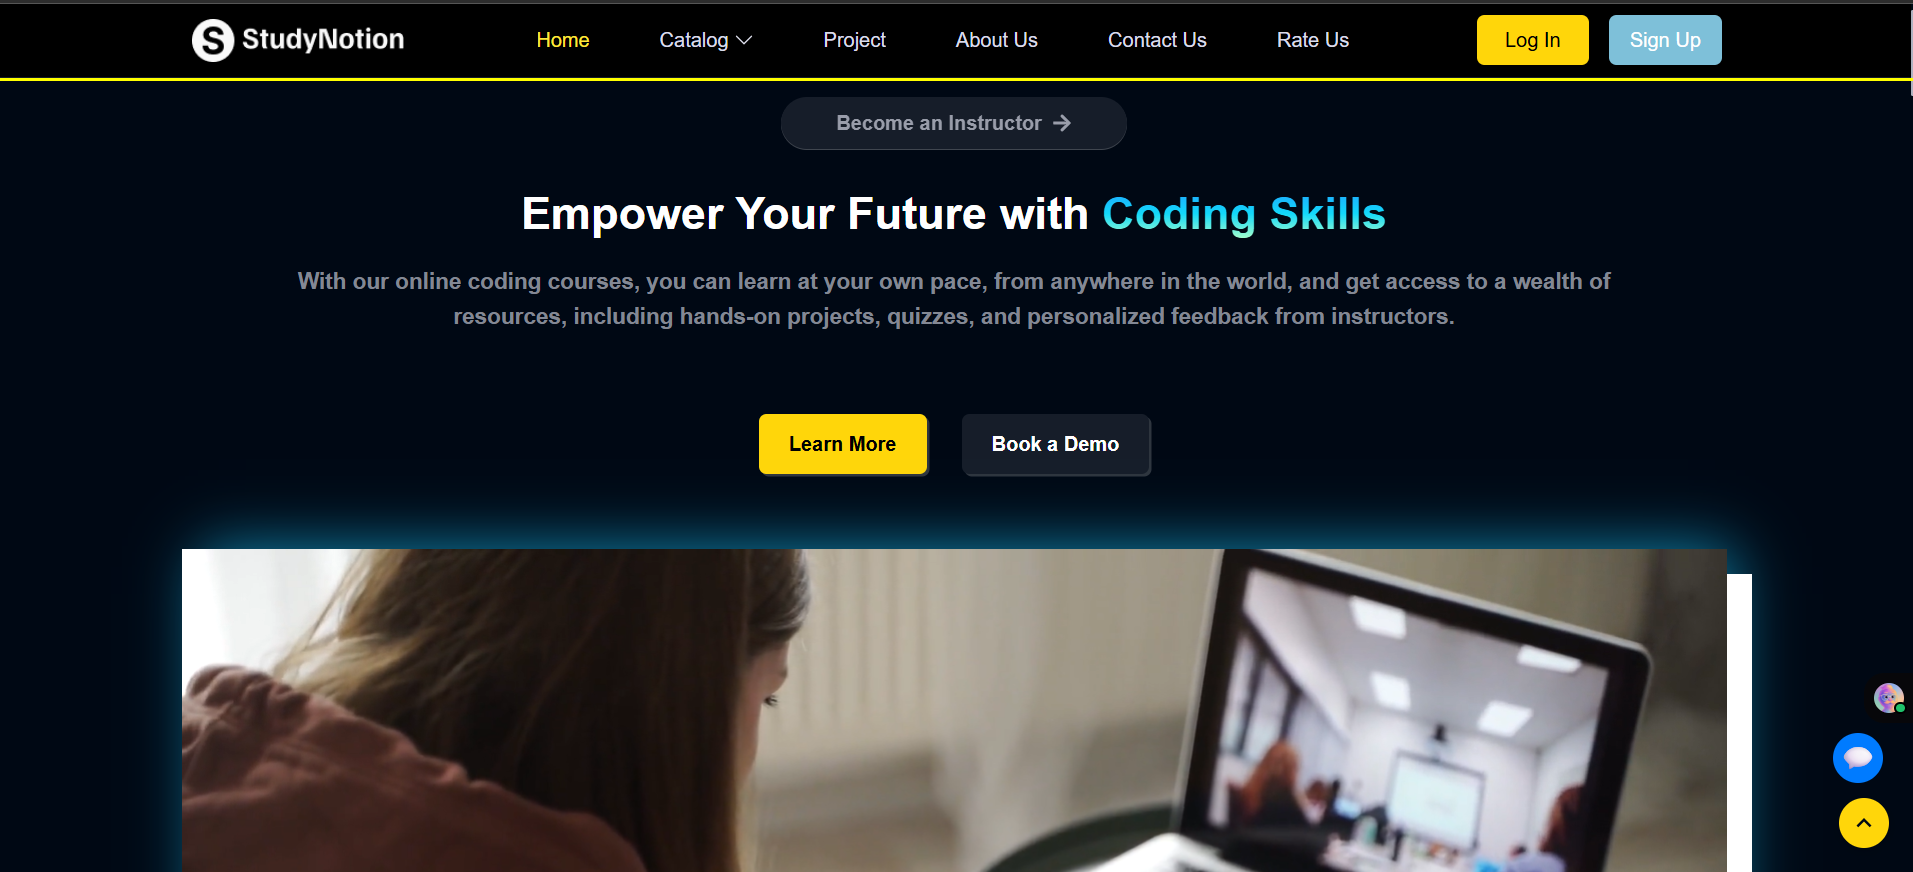 S StudyNotion
Home
Catalog
Project
About Us
Contact Us
Rate Us
Log In
Sign Up
Become an Instructor
Empower Your Future with Coding Skills
With our online coding courses, you can learn at your own pace, from anywhere in the world, and get access to a wealth of
resources, including hands-on projects, quizzes, and personalized feedback from instructors.
Learn More
Book a Demo